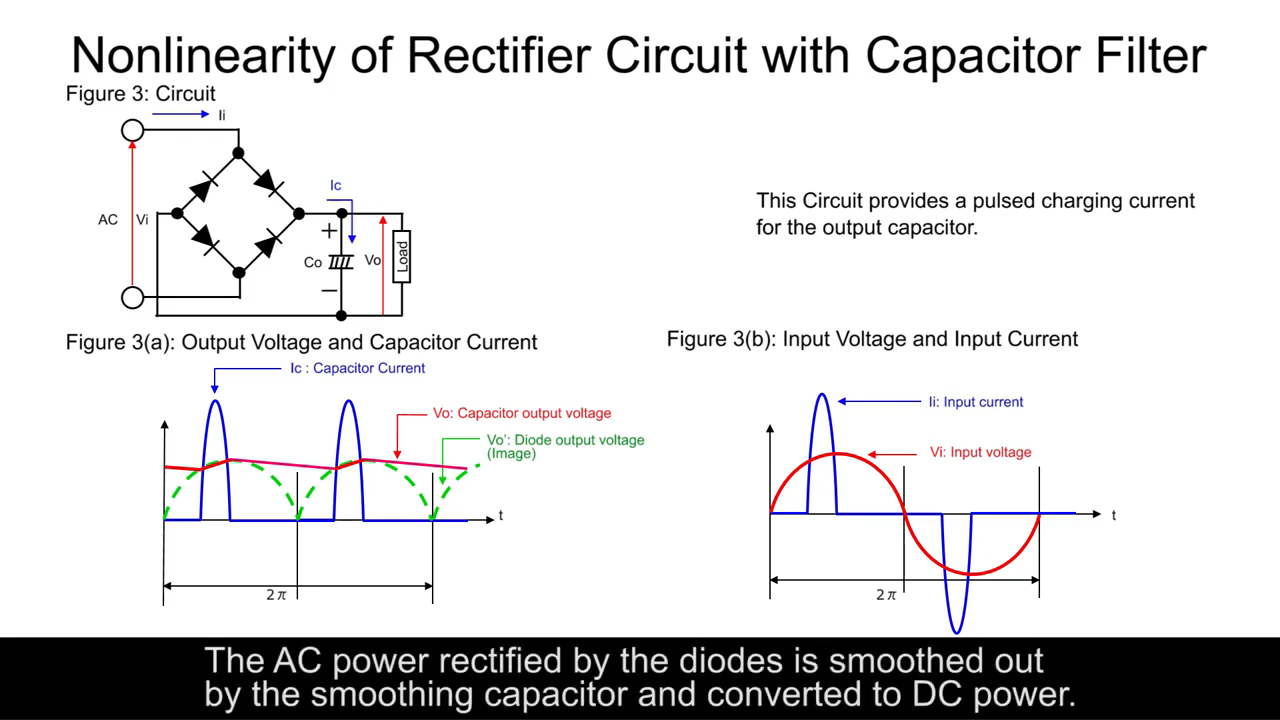 Nonlinearity of Rectifier Circuit with Capacitor Filter
Figure 3: Circuit
Ii
Ic
AC
Vi
+
Co
Vo
Load
−
This Circuit provides a pulsed charging current
for the output capacitor.
Figure 3(a): Output Voltage and Capacitor Current
Ic : Capacitor Current
Vo: Capacitor output voltage
Vo’: Diode output voltage
(Image)
t
2π
Figure 3(b): Input Voltage and Input Current
Ii: Input current
Vi: Input voltage
t
2π
The AC power rectified by the diodes is smoothed out
by the smoothing capacitor and converted to DC power.